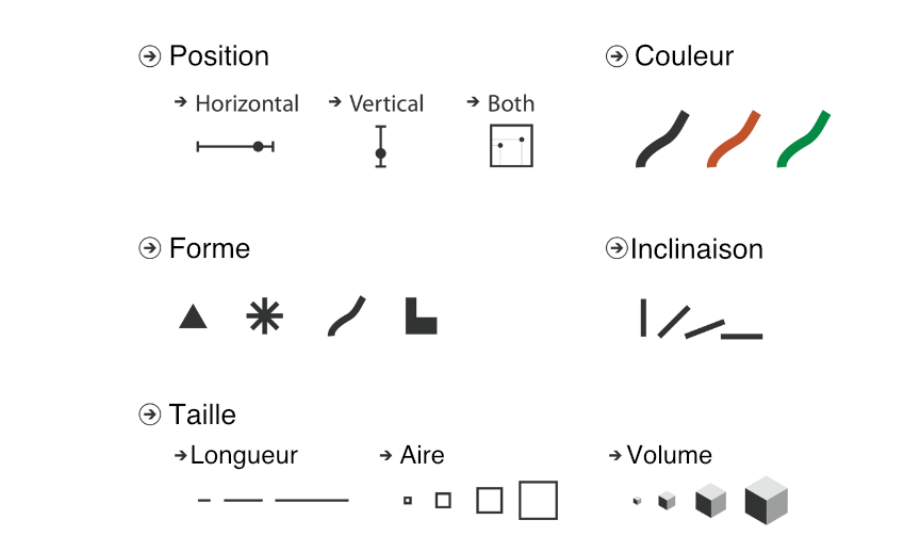 Position
Couleur
Horizontal
Vertical
Both
Forme
Inclinaison
Taille
Longueur
Aire
Volume